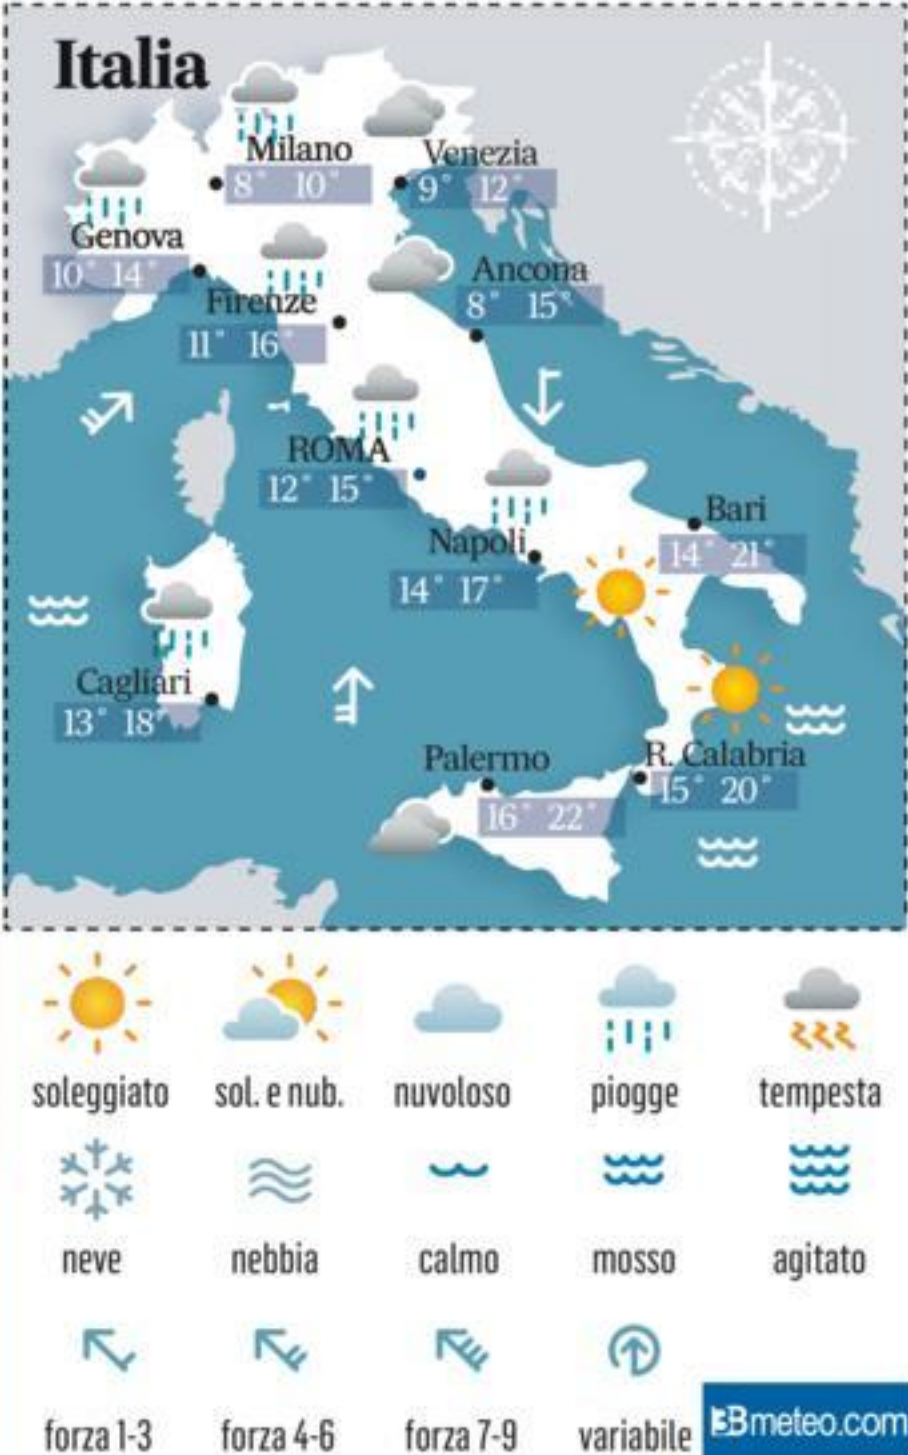 Italia
Milano
8° 10°
Venezia
9° 12°
Genova
10° 14°
Firenze
11° 16°
Ancona
8° 15°
ROMA
12° 15°
Napoli
14° 17°
Bari
14° 21°
Cagliari
13° 18°
Palermo
16° 22°
R. Calabria
15° 20°
soleggiato sol. e nub. nuvoloso piogge tempesta
neve nebbia calmo mosso agitato
forza 1-3 forza 4-6 forza 7-9 variabile
3Bmeteo.com